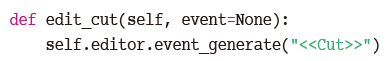 def edit_cut(self, event=None):
    self.editor.event_generate("<<Cut>>")